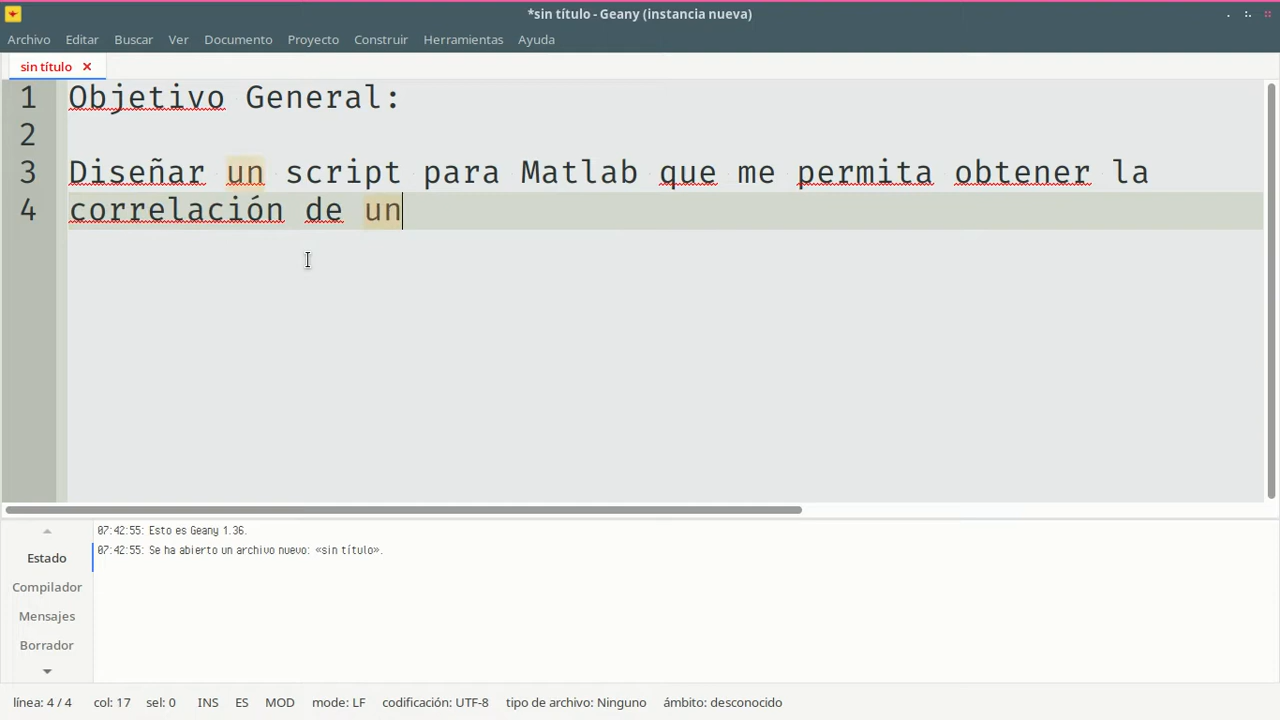 *sin título - Geany (instancia nueva)
Archivo Editar Buscar Ver Documento Proyecto Construir Herramientas Ayuda
sin título
1 Objetivo General:
2
3 Diseñar un script para Matlab que me permita obtener la
4 correlación de un
07:42:55: Esto es Geany 1.36.
07:42:55: Se ha abierto un archivo nuevo: «sin título».
Estado
Compilador
Mensajes
Borrador
línea: 4 / 4 col: 17 sel: 0 INS ES MOD mode: LF codificación: UTF-8 tipo de archivo: Ninguno ámbito: desconocido